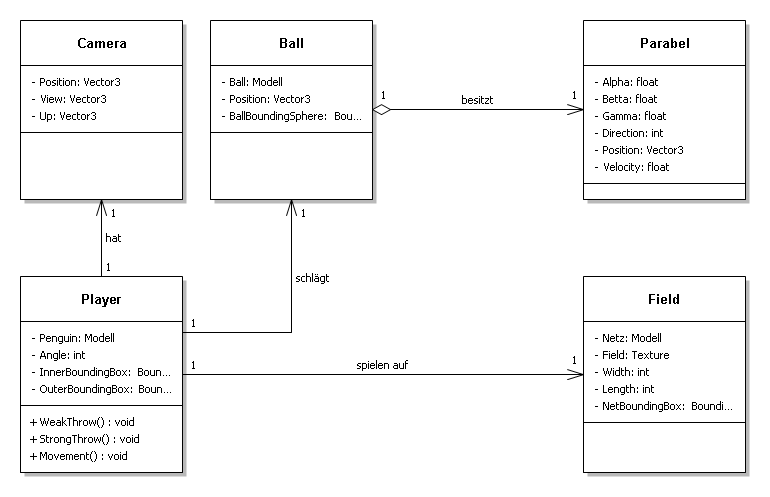 Camera
- Position: Vector3
- View: Vector3
- Up: Vector3
Ball
- Ball: Modell
- Position: Vector3
- BallBoundingSphere: Bou...
1
besitzt
1
Parabel
- Alpha: float
- Betta: float
- Gamma: float
- Direction: int
- Position: Vector3
- Velocity: float
1
hat
1
1
schlägt
1
Player
- Penguin: Modell
- Angle: int
- InnerBoundingBox: Boun...
- OuterBoundingBox: Boun...
+ WeakThrow() : void
+ StrongThrow() : void
+ Movement() : void
1
spielen auf
1
Field
- Netz: Modell
- Field: Texture
- Width: int
- Length: int
- NetBoundingBox: Boundi...